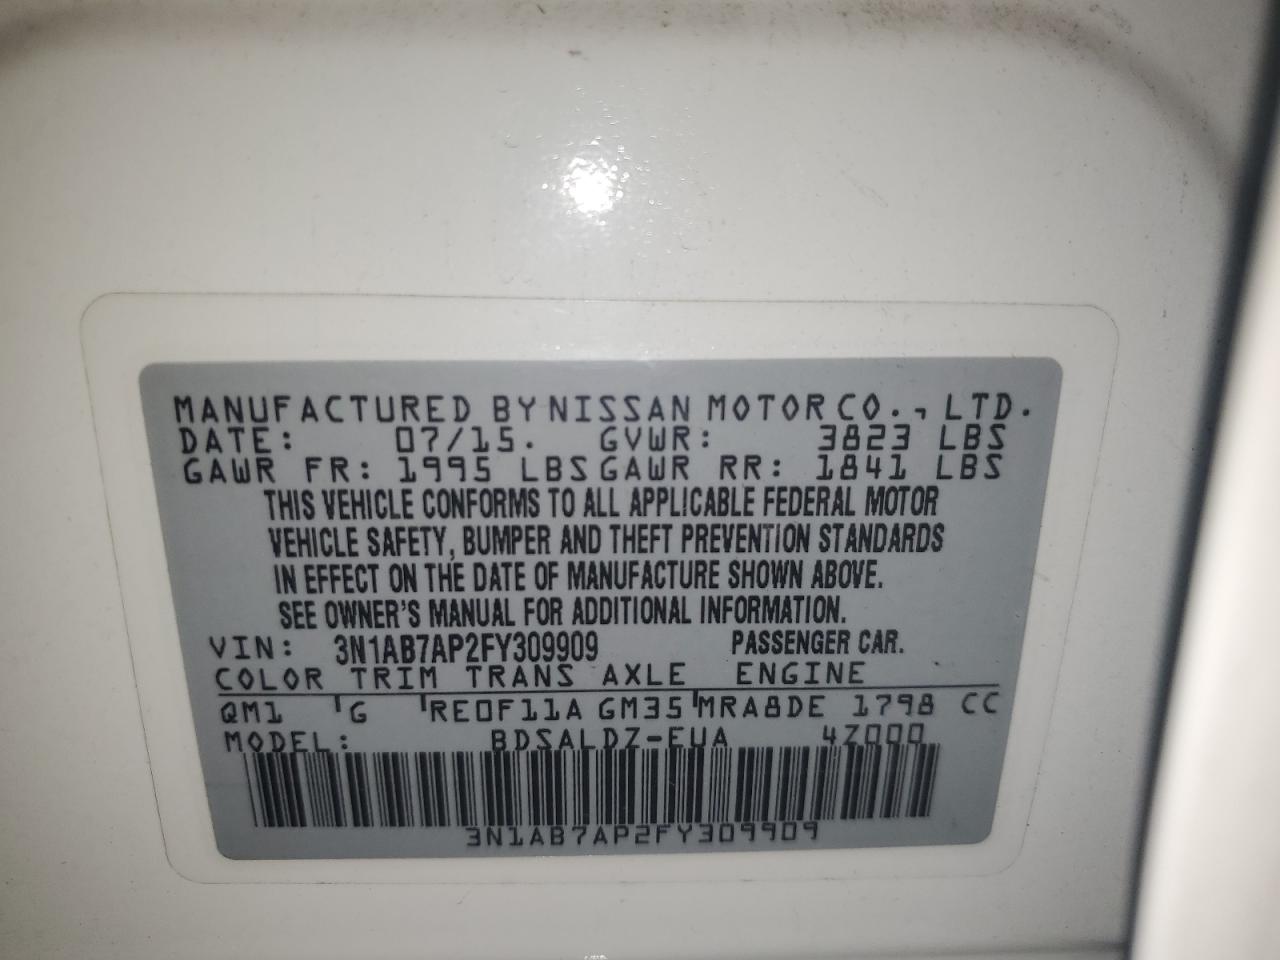 MANUFACTURED BY NISSAN MOTOR CO., LTD.
DATE: 07/15. GVWR: 3823 LBS
GAWR FR: 1995 LBS GAWR RR: 1841 LBS
THIS VEHICLE CONFORMS TO ALL APPLICABLE FEDERAL MOTOR
VEHICLE SAFETY, BUMPER AND THEFT PREVENTION STANDARDS
IN EFFECT ON THE DATE OF MANUFACTURE SHOWN ABOVE.
SEE OWNER'S MANUAL FOR ADDITIONAL INFORMATION.
VIN: 3N1AB7AP2FY309909 PASSENGER CAR.
COLOR TRIM TRANS AXLE ENGINE
QM1 G RE0F11A GM35 MRA8DE 1798 CC
MODEL: BDSALDZ-EUA 4Z000
3N1AB7AP2FY309909